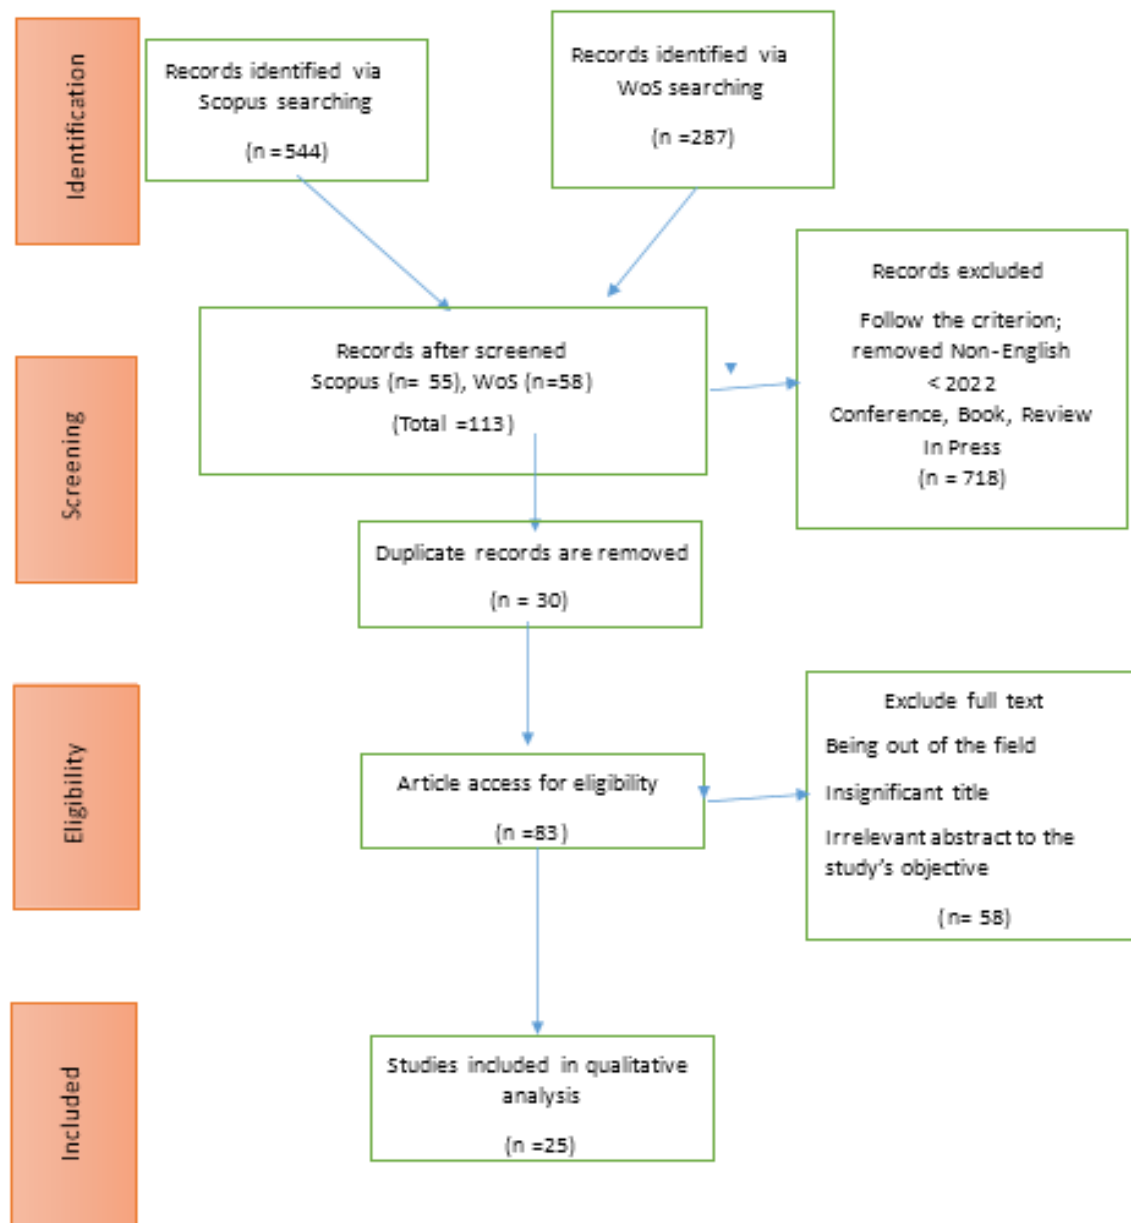 Identification
Records identified via
Scopus searching
(n =544)
Records identified via
WoS searching
(n =287)
Records excluded
Follow the criterion;
removed Non-English
< 2022
Conference, Book, Review
In Press
(n = 718)
Screening
Records after screened
Scopus (n= 55), WoS (n=58)
(Total =113)
Duplicate records are removed
(n = 30)
Eligibility
Article access for eligibility
(n =83)
Exclude full text
Being out of the field
Insignificant title
Irrelevant abstract to the
study's objective
(n= 58)
Included
Studies included in qualitative
analysis
(n =25)